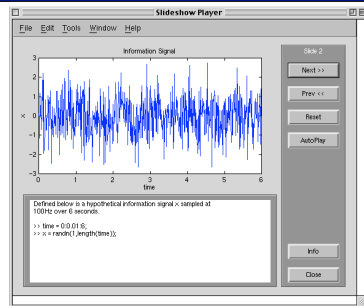 Slideshow Player
File Edit Tools Window Help
Slide 2
Information Signal
3
2
1
0
-1
-2
-3
x
0 1 2 3 4 5 6
time
Next >>
Prev <<
Reset
AutoPlay
Info
Close
Defined below is a hypothetical information signal x sampled at
100Hz over 6 seconds.
>> time = 0:0.01:6;
>> x = randn(1,length(time));